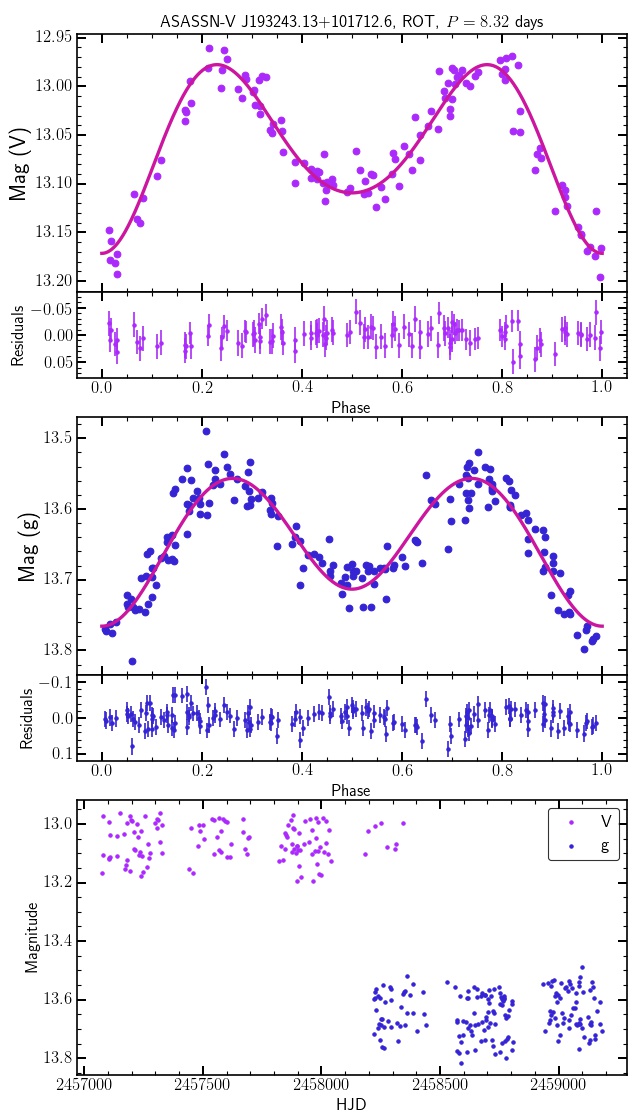 ASASSN-V J193243.13+101712.6, ROT, P = 8.32 days
12.95
13.00
13.05
13.10
13.15
13.20
Mag (V)
−0.05
0.00
0.05
Residuals
0.0 0.2 0.4 0.6 0.8 1.0
Phase
13.5
13.6
13.7
13.8
Mag (g)
−0.1
0.0
0.1
Residuals
0.0 0.2 0.4 0.6 0.8 1.0
Phase
V
g
13.0
13.2
13.4
13.6
13.8
Magnitude
2457000 2457500 2458000 2458500 2459000
HJD